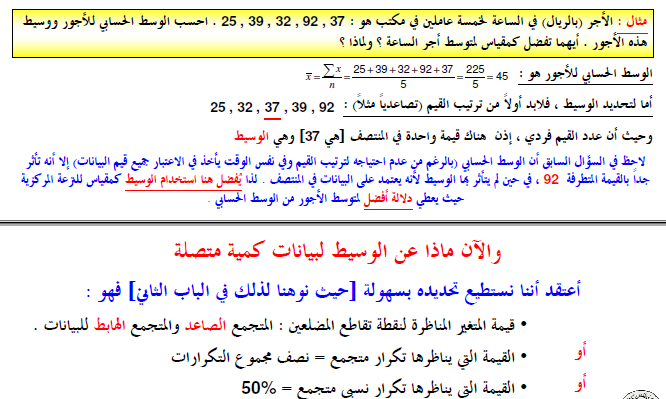 مثال : الأجر (بالريال) في الساعة لخمسة عاملين في مكتب هو : 37 , 92 , 32 , 39 , 25 . احسب الوسط الحسابي للأجور ووسيط
هذه الأجور . أيهما تفضل كمقياس لمتوسط أجر الساعة ؟ ولماذا ؟
الوسط الحسابي للأجور هو : x̄ = ∑x / n = 25+39+32+92+37 / 5 = 225 / 5 = 45
أما لتحديد الوسيط ، فلابد أولاً من ترتيب القيم (تصاعدياً مثلاً) : 25 , 32 , 37 , 39 , 92
وحيث أن عدد القيم فردي ، إذن هناك قيمة واحدة في المنتصف [هي 37] وهي الوسيط
لاحظ في السؤال السابق أن الوسط الحسابي (بالرغم من عدم احتياجه لترتيب القيم وفي نفس الوقت يأخذ في الاعتبار جميع قيم البيانات) إلا أنه تأثر
جداً بالقيمة المتطرفة 92 ، في حين لم يتأثر بها الوسيط لأنه يعتمد على البيانات في المنتصف . لذا يُفضل هنا استخدام الوسيط كمقياس للنزعة المركزية
حيث يعطي دلالة أفضل لمتوسط الأجور من الوسط الحسابي .
والآن ماذا عن الوسيط لبيانات كمية متصلة
أعتقد أننا نستطيع تحديده بسهولة [حيث نوهنا لذلك في الباب الثاني] فهو :
• قيمة المتغير المناظرة لنقطة تقاطع المضلعين : المتجمع الصاعد والمتجمع الهابط للبيانات .
أو • القيمة التي يناظرها تكرار متجمع = نصف مجموع التكرارات
أو • القيمة التي يناظرها تكرار نسبي متجمع = 50%